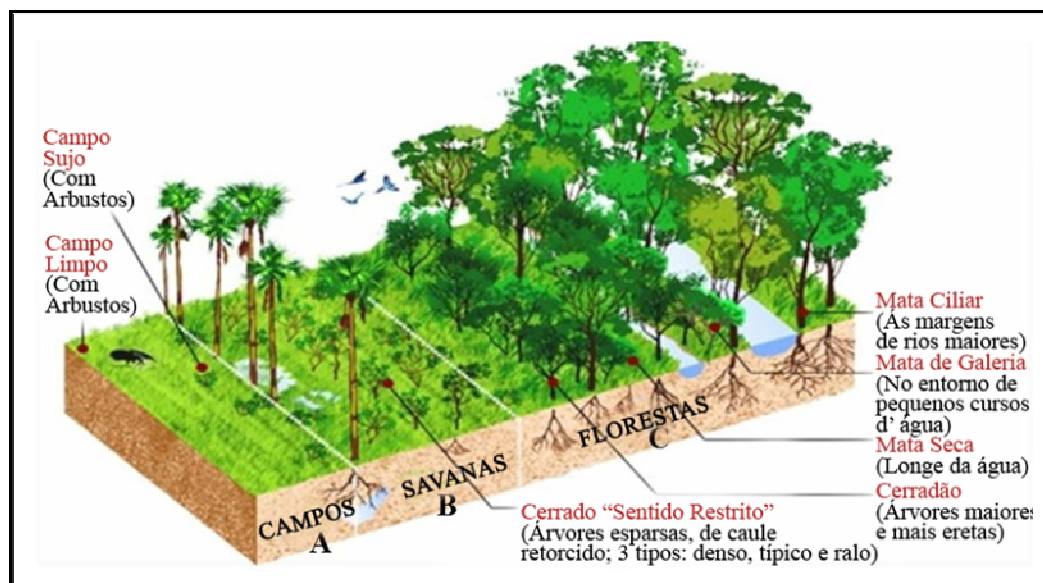 Campo
Sujo
(Com
Arbustos)
Campo
Limpo
(Com
Arbustos)
CAMPOS
A
SAVANAS
B
FLORESTAS
C
Mata Ciliar
(Ás margens
de rios maiores)
Mata de Galeria
(No entorno de
pequenos cursos
d' água)
Mata Seca
(Longe da água)
Cerradão
(Árvores maiores
e mais eretas)
Cerrado “Sentido Restrito”
(Árvores esparsas, de caule
retorcido; 3 tipos: denso, típico e ralo)